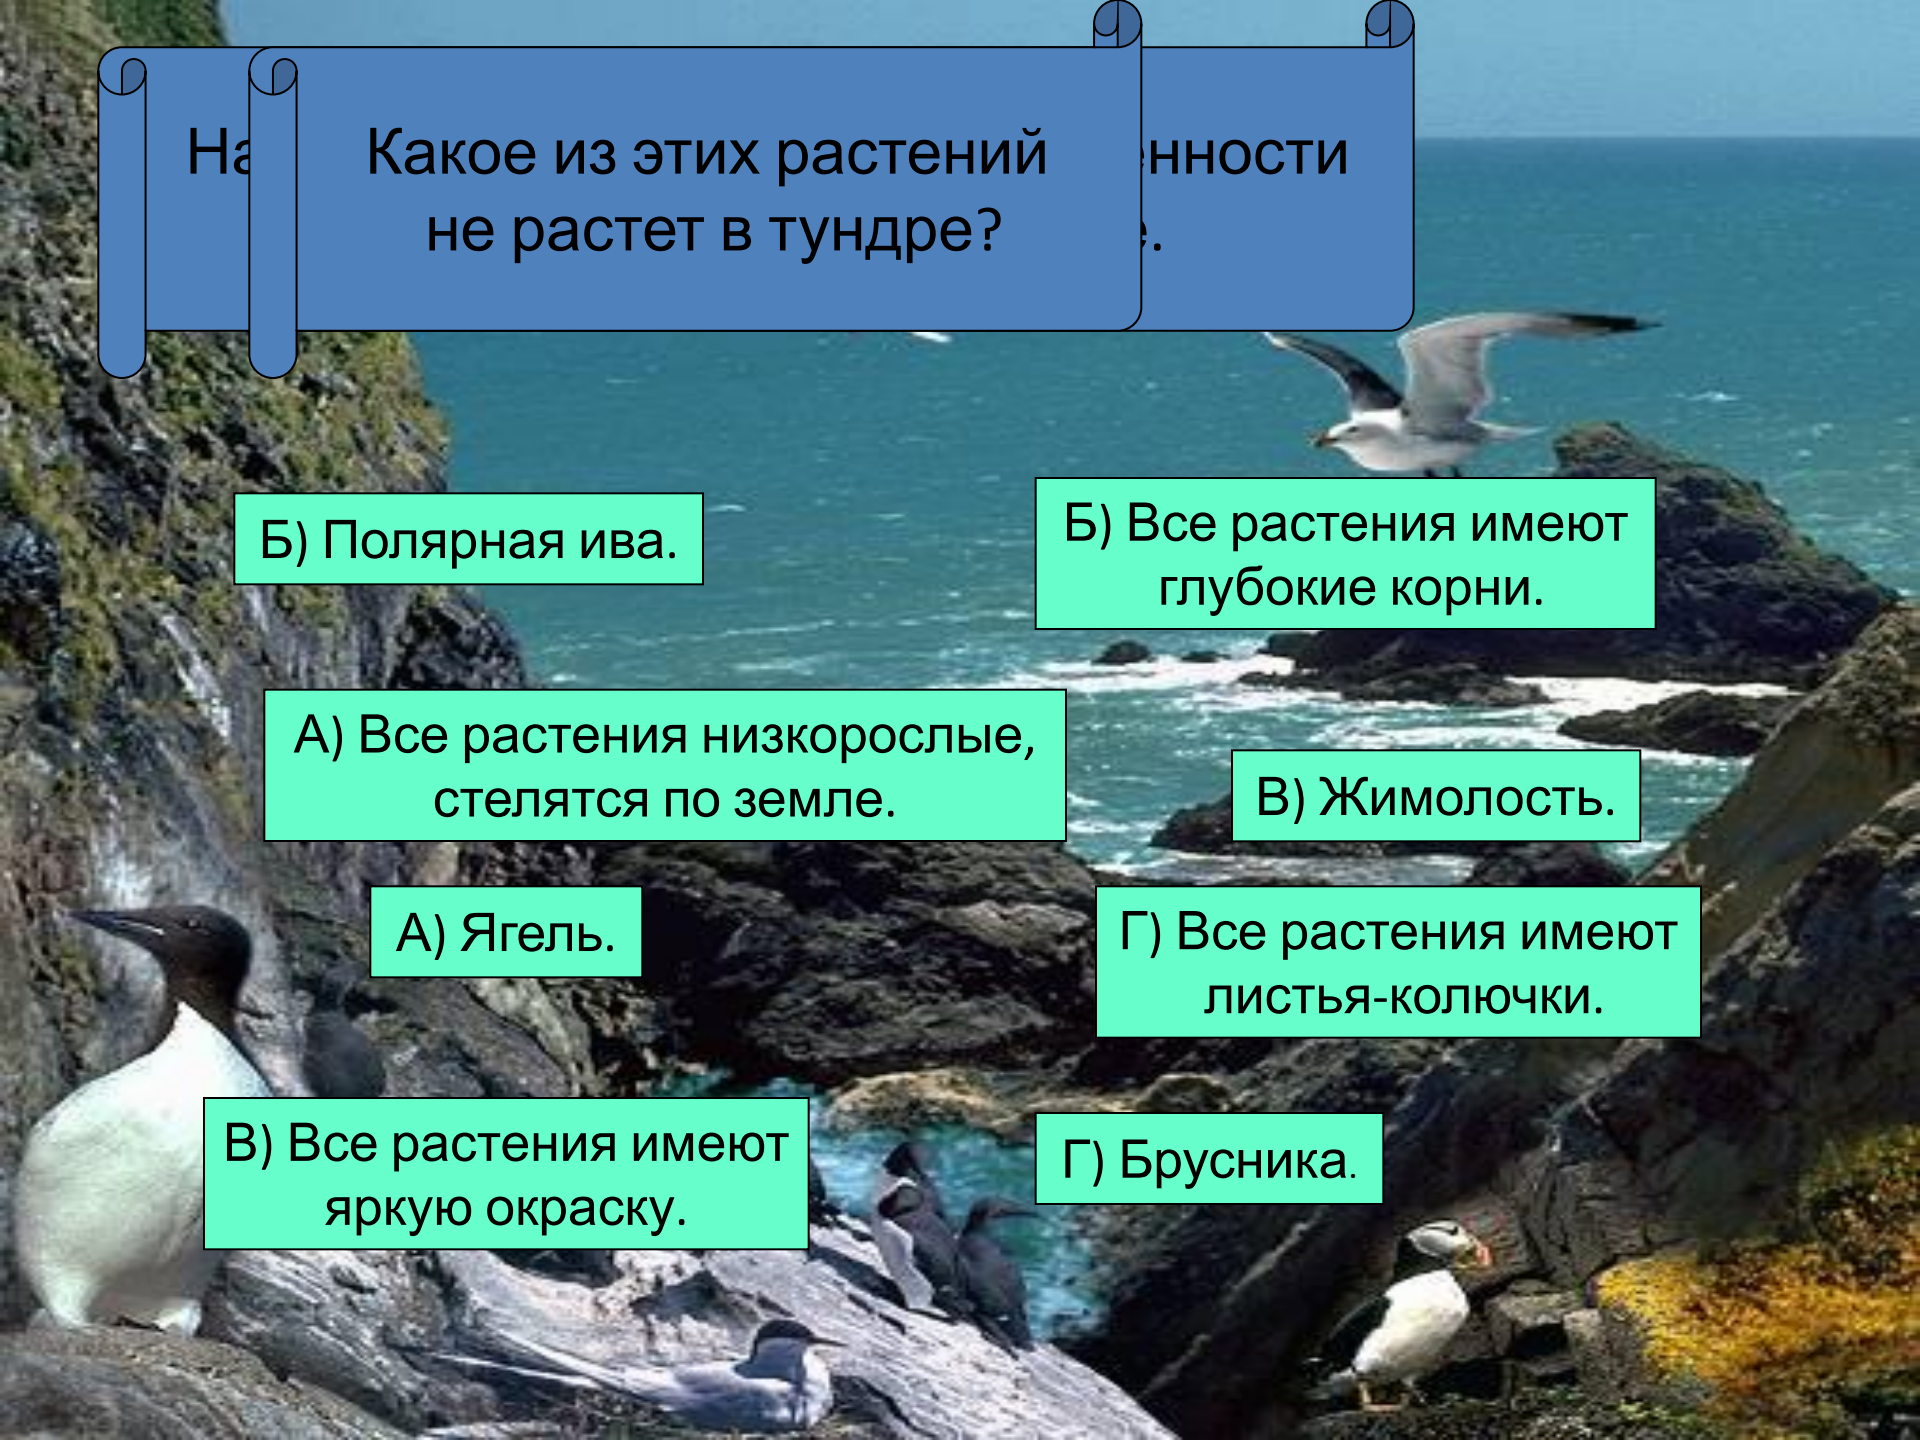 Какое из этих растений
не растет в тундре?
Б) Полярная ива.
Б) Все растения имеют
глубокие корни.
А) Все растения низкорослые,
стелятся по земле.
В) Жимолость.
А) Ягель.
Г) Все растения имеют
листья-колючки.
В) Все растения имеют
яркую окраску.
Г) Брусника.